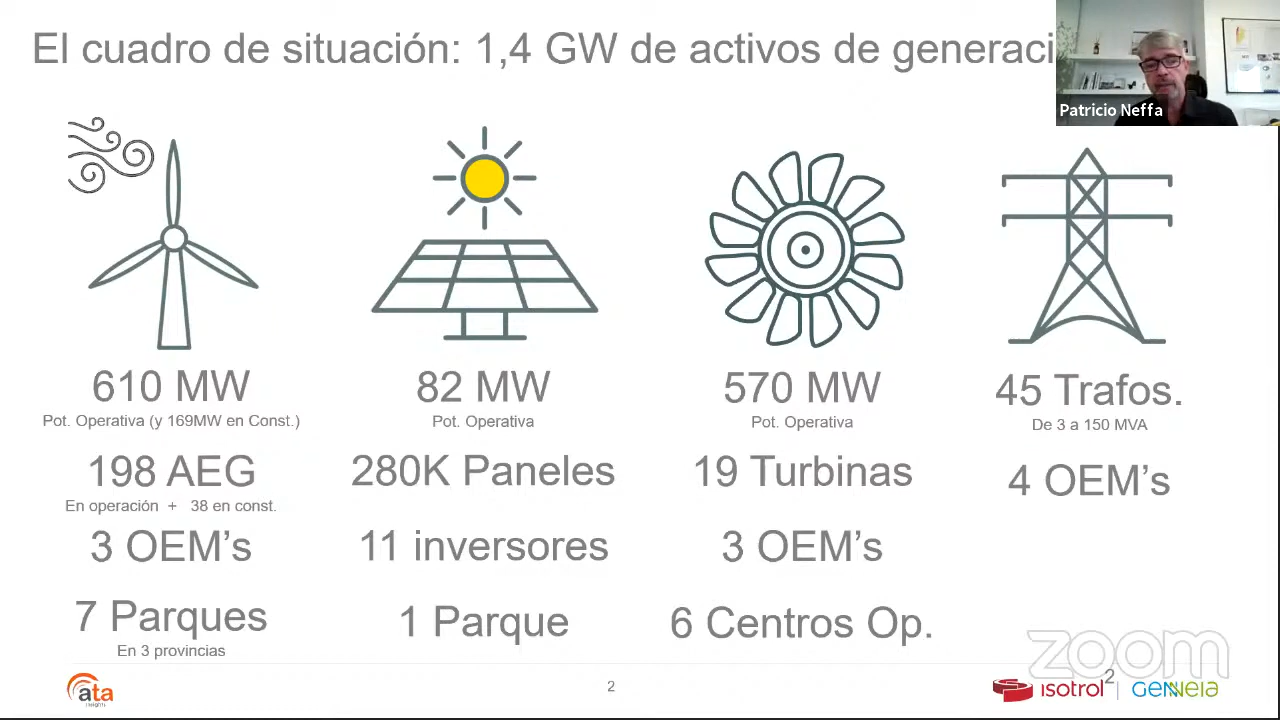 El cuadro de situación: 1,4 GW de activos de generaci
Patricio Neffa
610 MW
Pot. Operativa (y 169MW en Const.)
198 AEG
En operación + 38 en const.
3 OEM’s
7 Parques
En 3 provincias
82 MW
Pot. Operativa
280K Paneles
11 inversores
1 Parque
570 MW
Pot. Operativa
19 Turbinas
3 OEM’s
6 Centros Op.
45 Trafos.
De 3 a 150 MVA
4 OEM’s
zoom
ata
insights
2
isotrol
2
GENNEIA